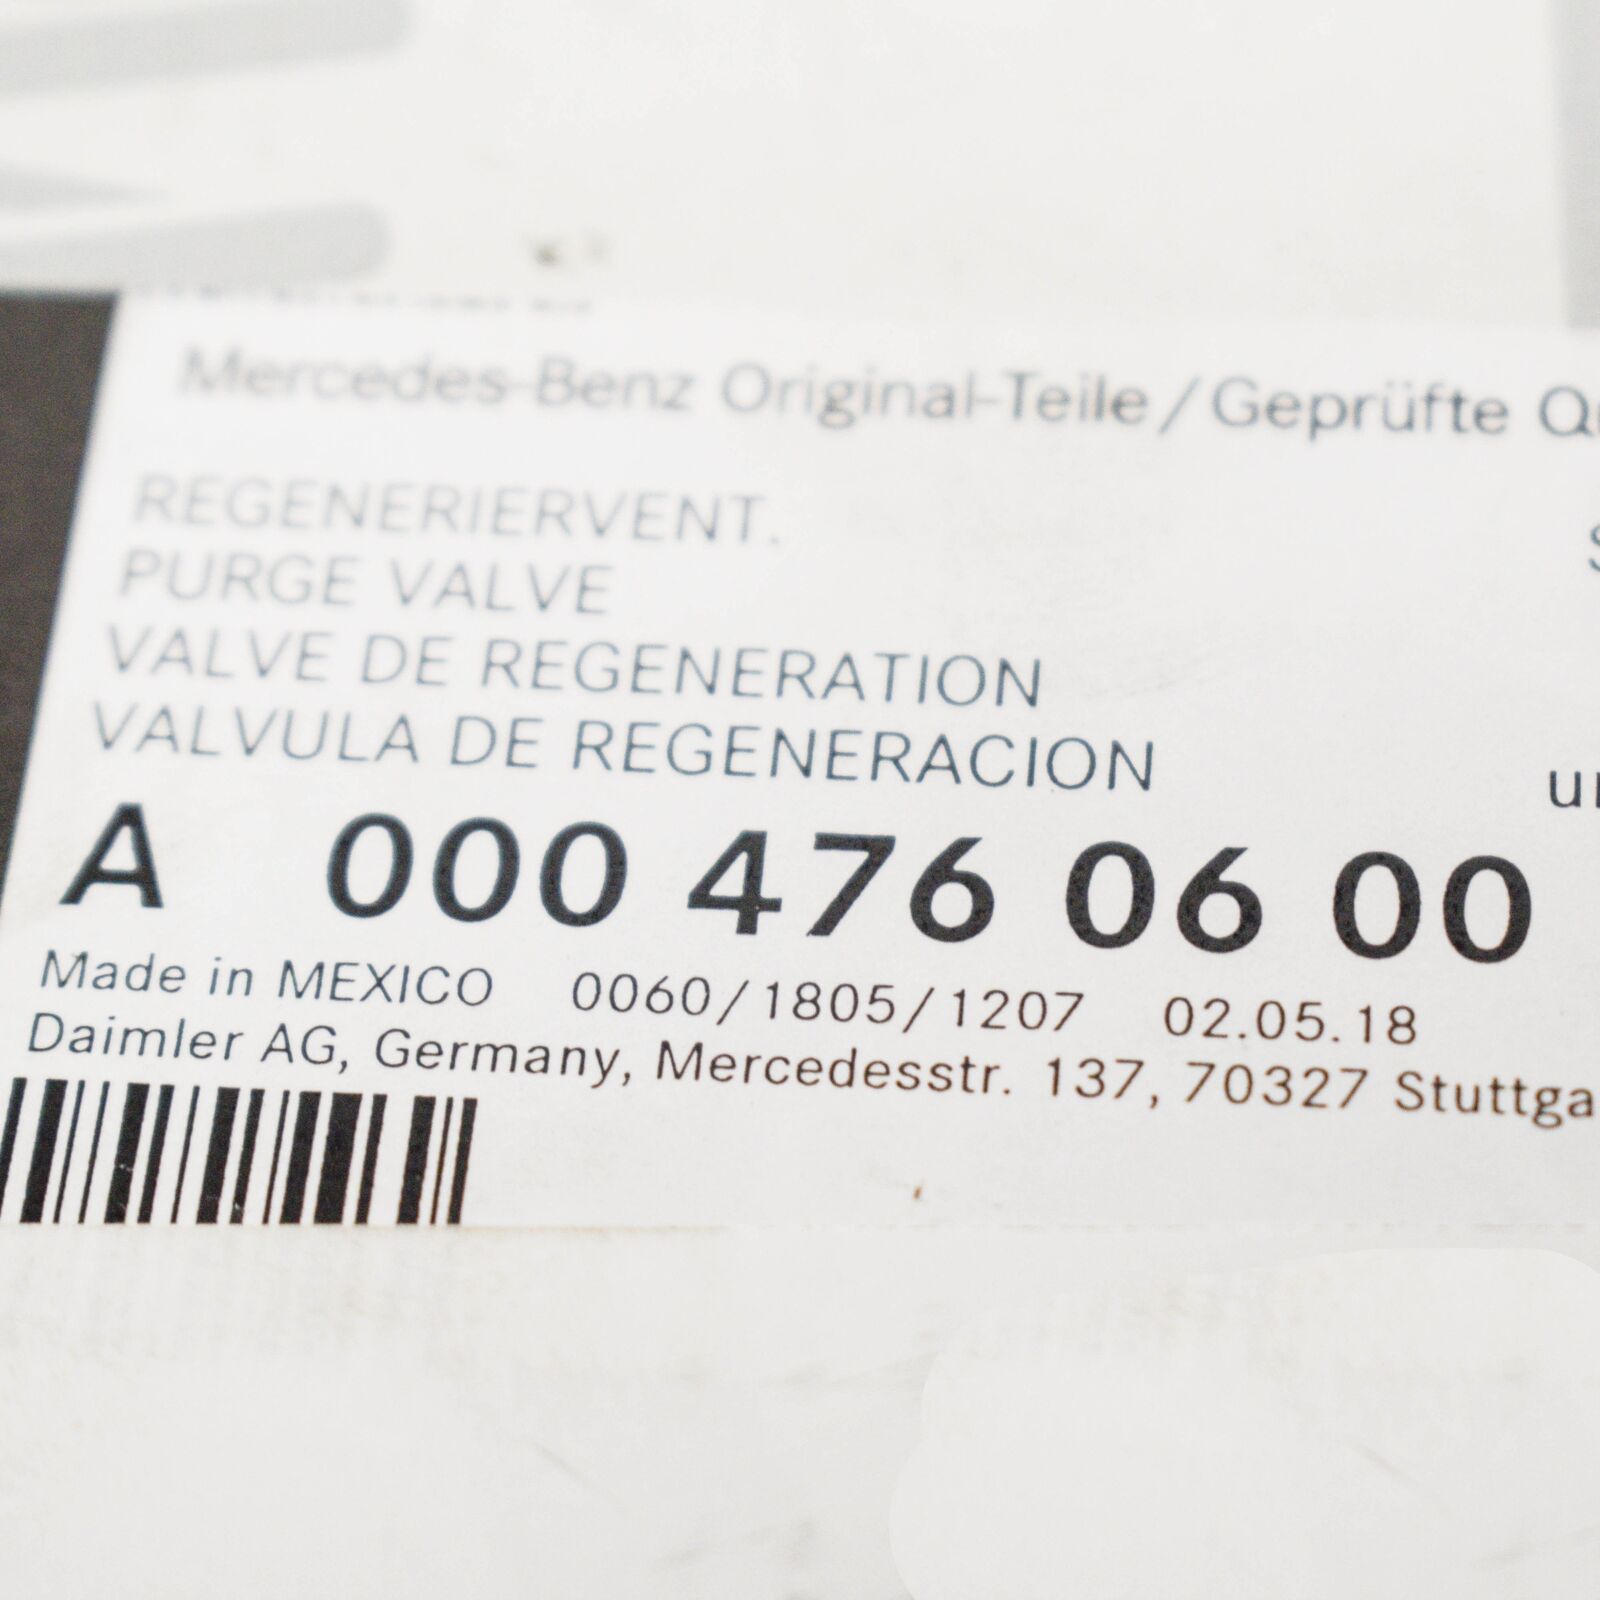 Mercedes-Benz Original-Teile / Geprüfte
REGENERIERVENT.
PURGE VALVE
VALVE DE REGENERATION
VALVULA DE REGENERACION
A 000 476 06 00
Made in MEXICO 0060/1805/1207 02.05.18
Daimler AG, Germany, Mercedesstr. 137, 70327 Stuttga